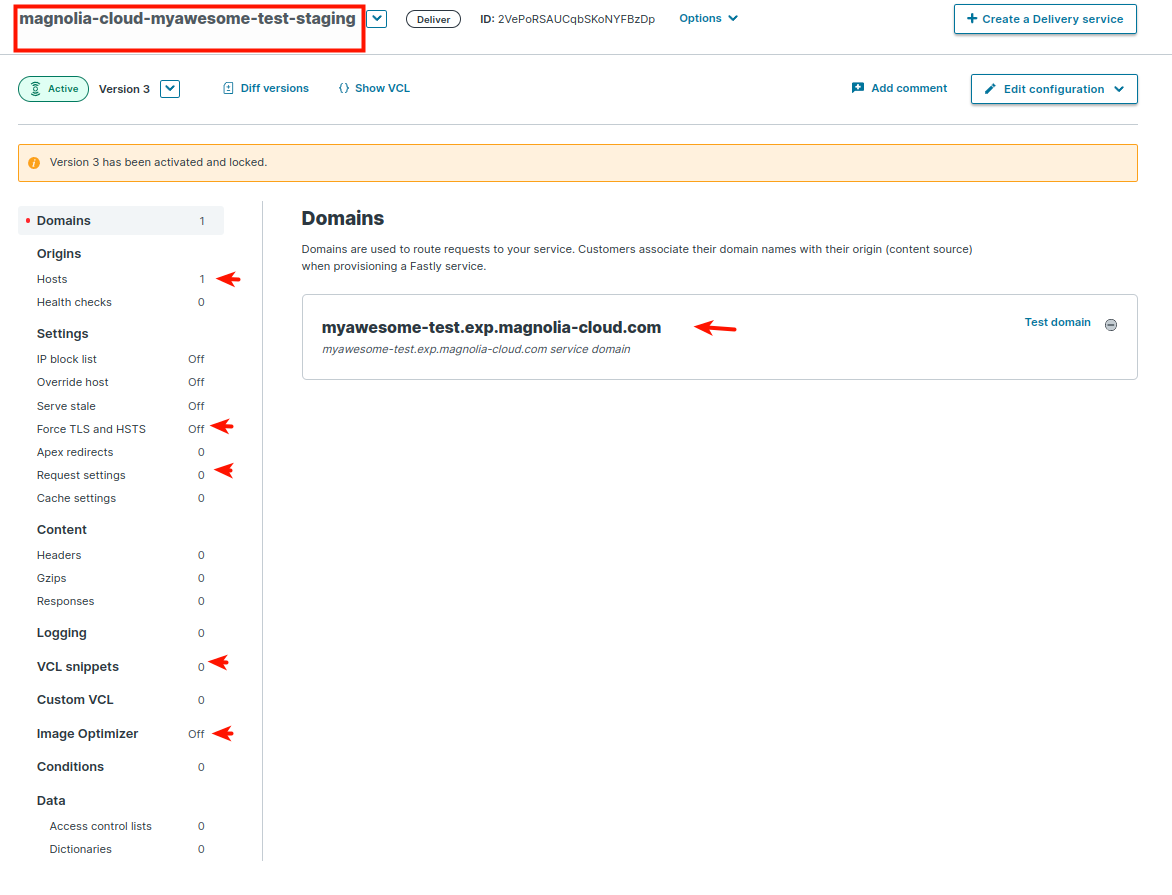 magnolia-cloud-myawesome-test-staging Deliver ID: 2VePoRSAUCqbSKoNYFBzDp Options + Create a Delivery service
Active Version 3 Diff versions {} Show VCL Add comment Edit configuration
Version 3 has been activated and locked.
Domains 1
Origins
Hosts 1
Health checks 0
Settings
IP block list Off
Override host Off
Serve stale Off
Force TLS and HSTS Off
Apex redirects 0
Request settings 0
Cache settings 0
Content
Headers 0
Gzips 0
Responses 0
Logging 0
VCL snippets 0
Custom VCL 0
Image Optimizer Off
Conditions 0
Data
Access control lists 0
Dictionaries 0
Domains
Domains are used to route requests to your service. Customers associate their domain names with their origin (content source)
when provisioning a Fastly service.
myawesome-test.exp.magnolia-cloud.com Test domain
myawesome-test.exp.magnolia-cloud.com service domain